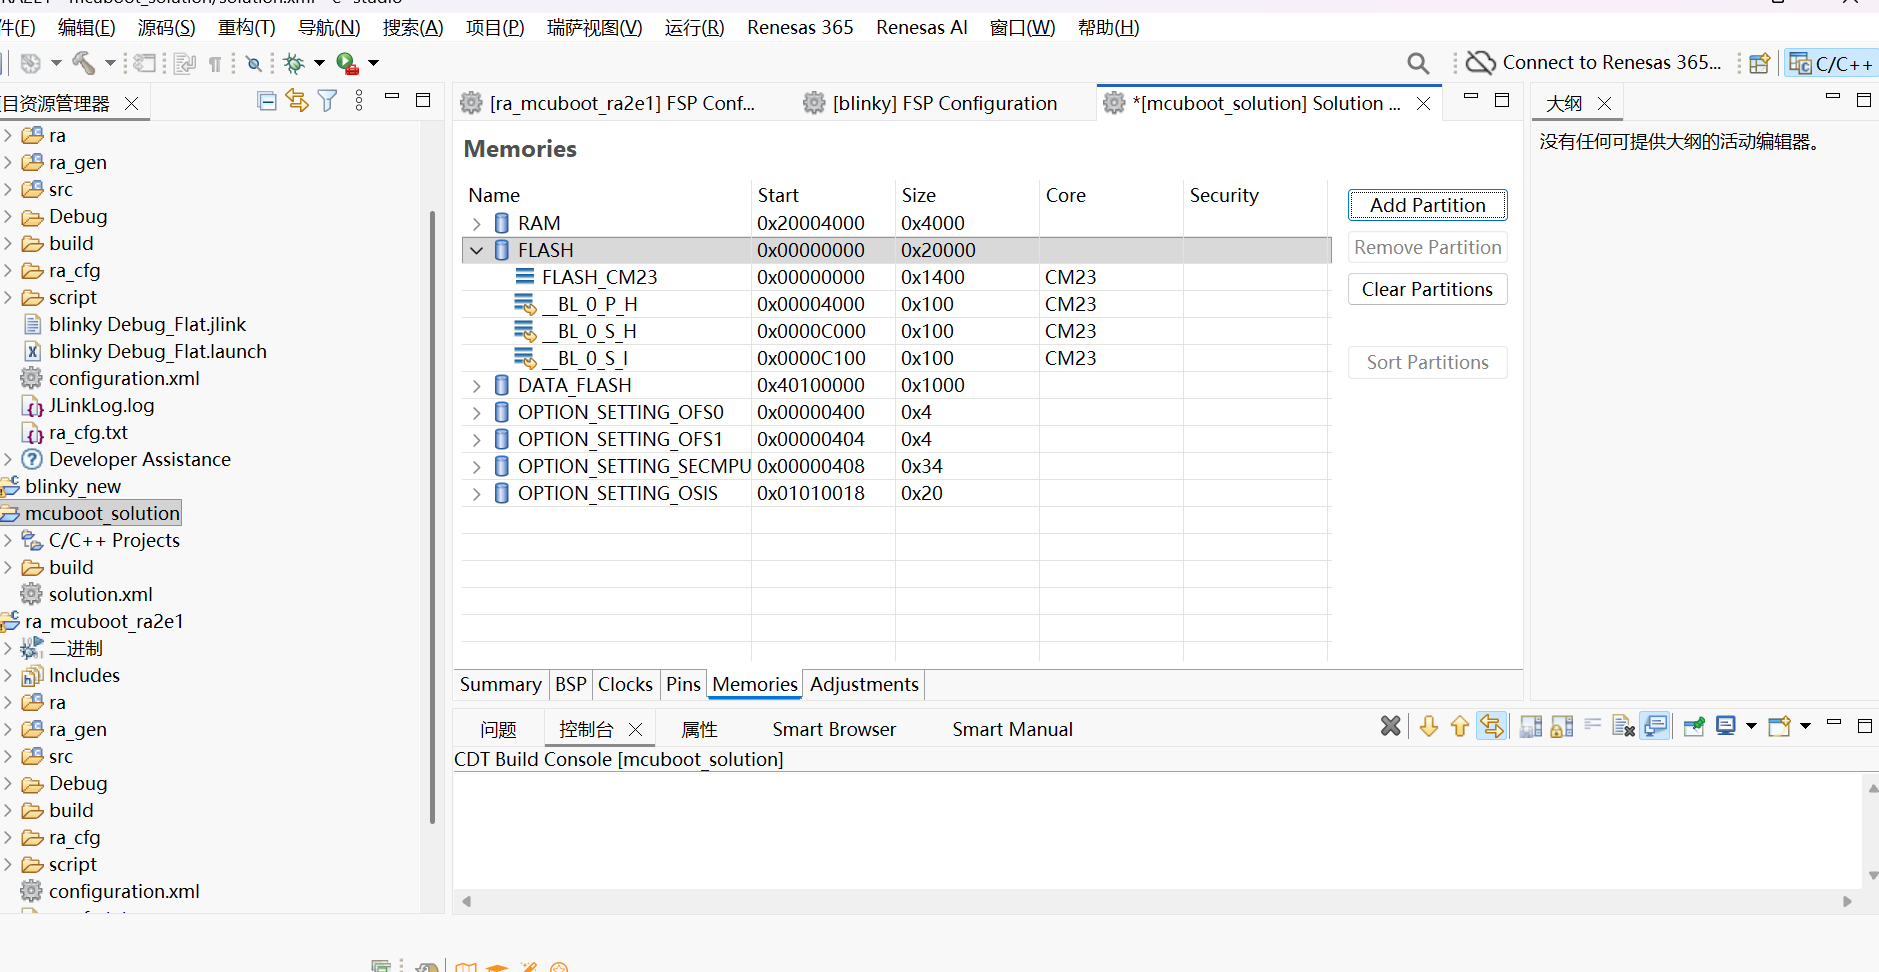 件(F) 编辑(E) 源码(S) 重构(T) 导航(N) 搜索(A) 项目(P) 瑞萨视图(V) 运行(R) Renesas 365 Renesas AI 窗口(W) 帮助(H)
Connect to Renesas 365... C/C++
目资源管理器
ra
ra_gen
src
Debug
build
ra_cfg
script
blinky Debug_Flat.jlink
blinky Debug_Flat.launch
configuration.xml
JLinkLog.log
ra_cfg.txt
Developer Assistance
blinky_new
mcuboot_solution
C/C++ Projects
build
solution.xml
ra_mcuboot_ra2e1
二进制
Includes
ra
ra_gen
src
Debug
build
ra_cfg
script
configuration.xml
[ra_mcuboot_ra2e1] FSP Conf... [blinky] FSP Configuration *[mcuboot_solution] Solution ...
Memories
Name Start Size Core Security
RAM 0x20004000 0x4000
FLASH 0x00000000 0x20000
FLASH_CM23 0x00000000 0x1400 CM23
__BL_0_P_H 0x00004000 0x100 CM23
__BL_0_S_H 0x0000C000 0x100 CM23
__BL_0_S_I 0x0000C100 0x100 CM23
DATA_FLASH 0x40100000 0x1000
OPTION_SETTING_OFS0 0x00000400 0x4
OPTION_SETTING_OFS1 0x00000404 0x4
OPTION_SETTING_SECMPU 0x00000408 0x34
OPTION_SETTING_OSIS 0x01010018 0x20
Add Partition
Remove Partition
Clear Partitions
Sort Partitions
Summary BSP Clocks Pins Memories Adjustments
大纲
没有任何可提供大纲的活动编辑器。
问题 控制台 属性 Smart Browser Smart Manual
CDT Build Console [mcuboot_solution]